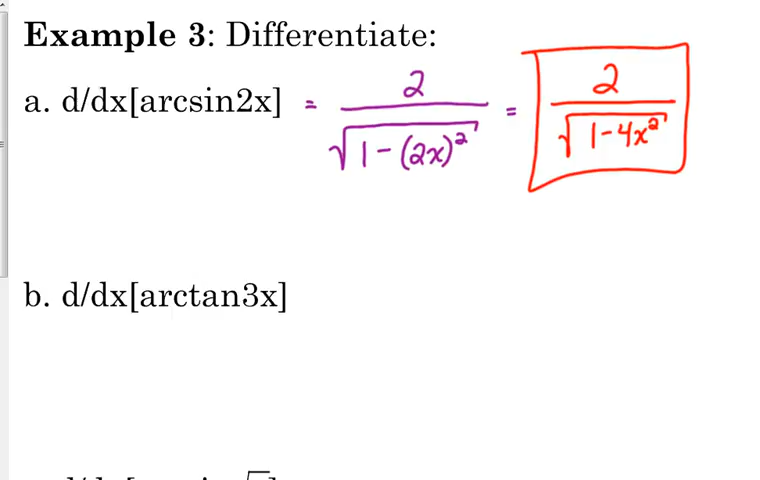 Example 3: Differentiate:
a. d/dx[arcsin2x] = 2/√(1-(2x)²) = 2/√(1-4x²)
b. d/dx[arctan3x]